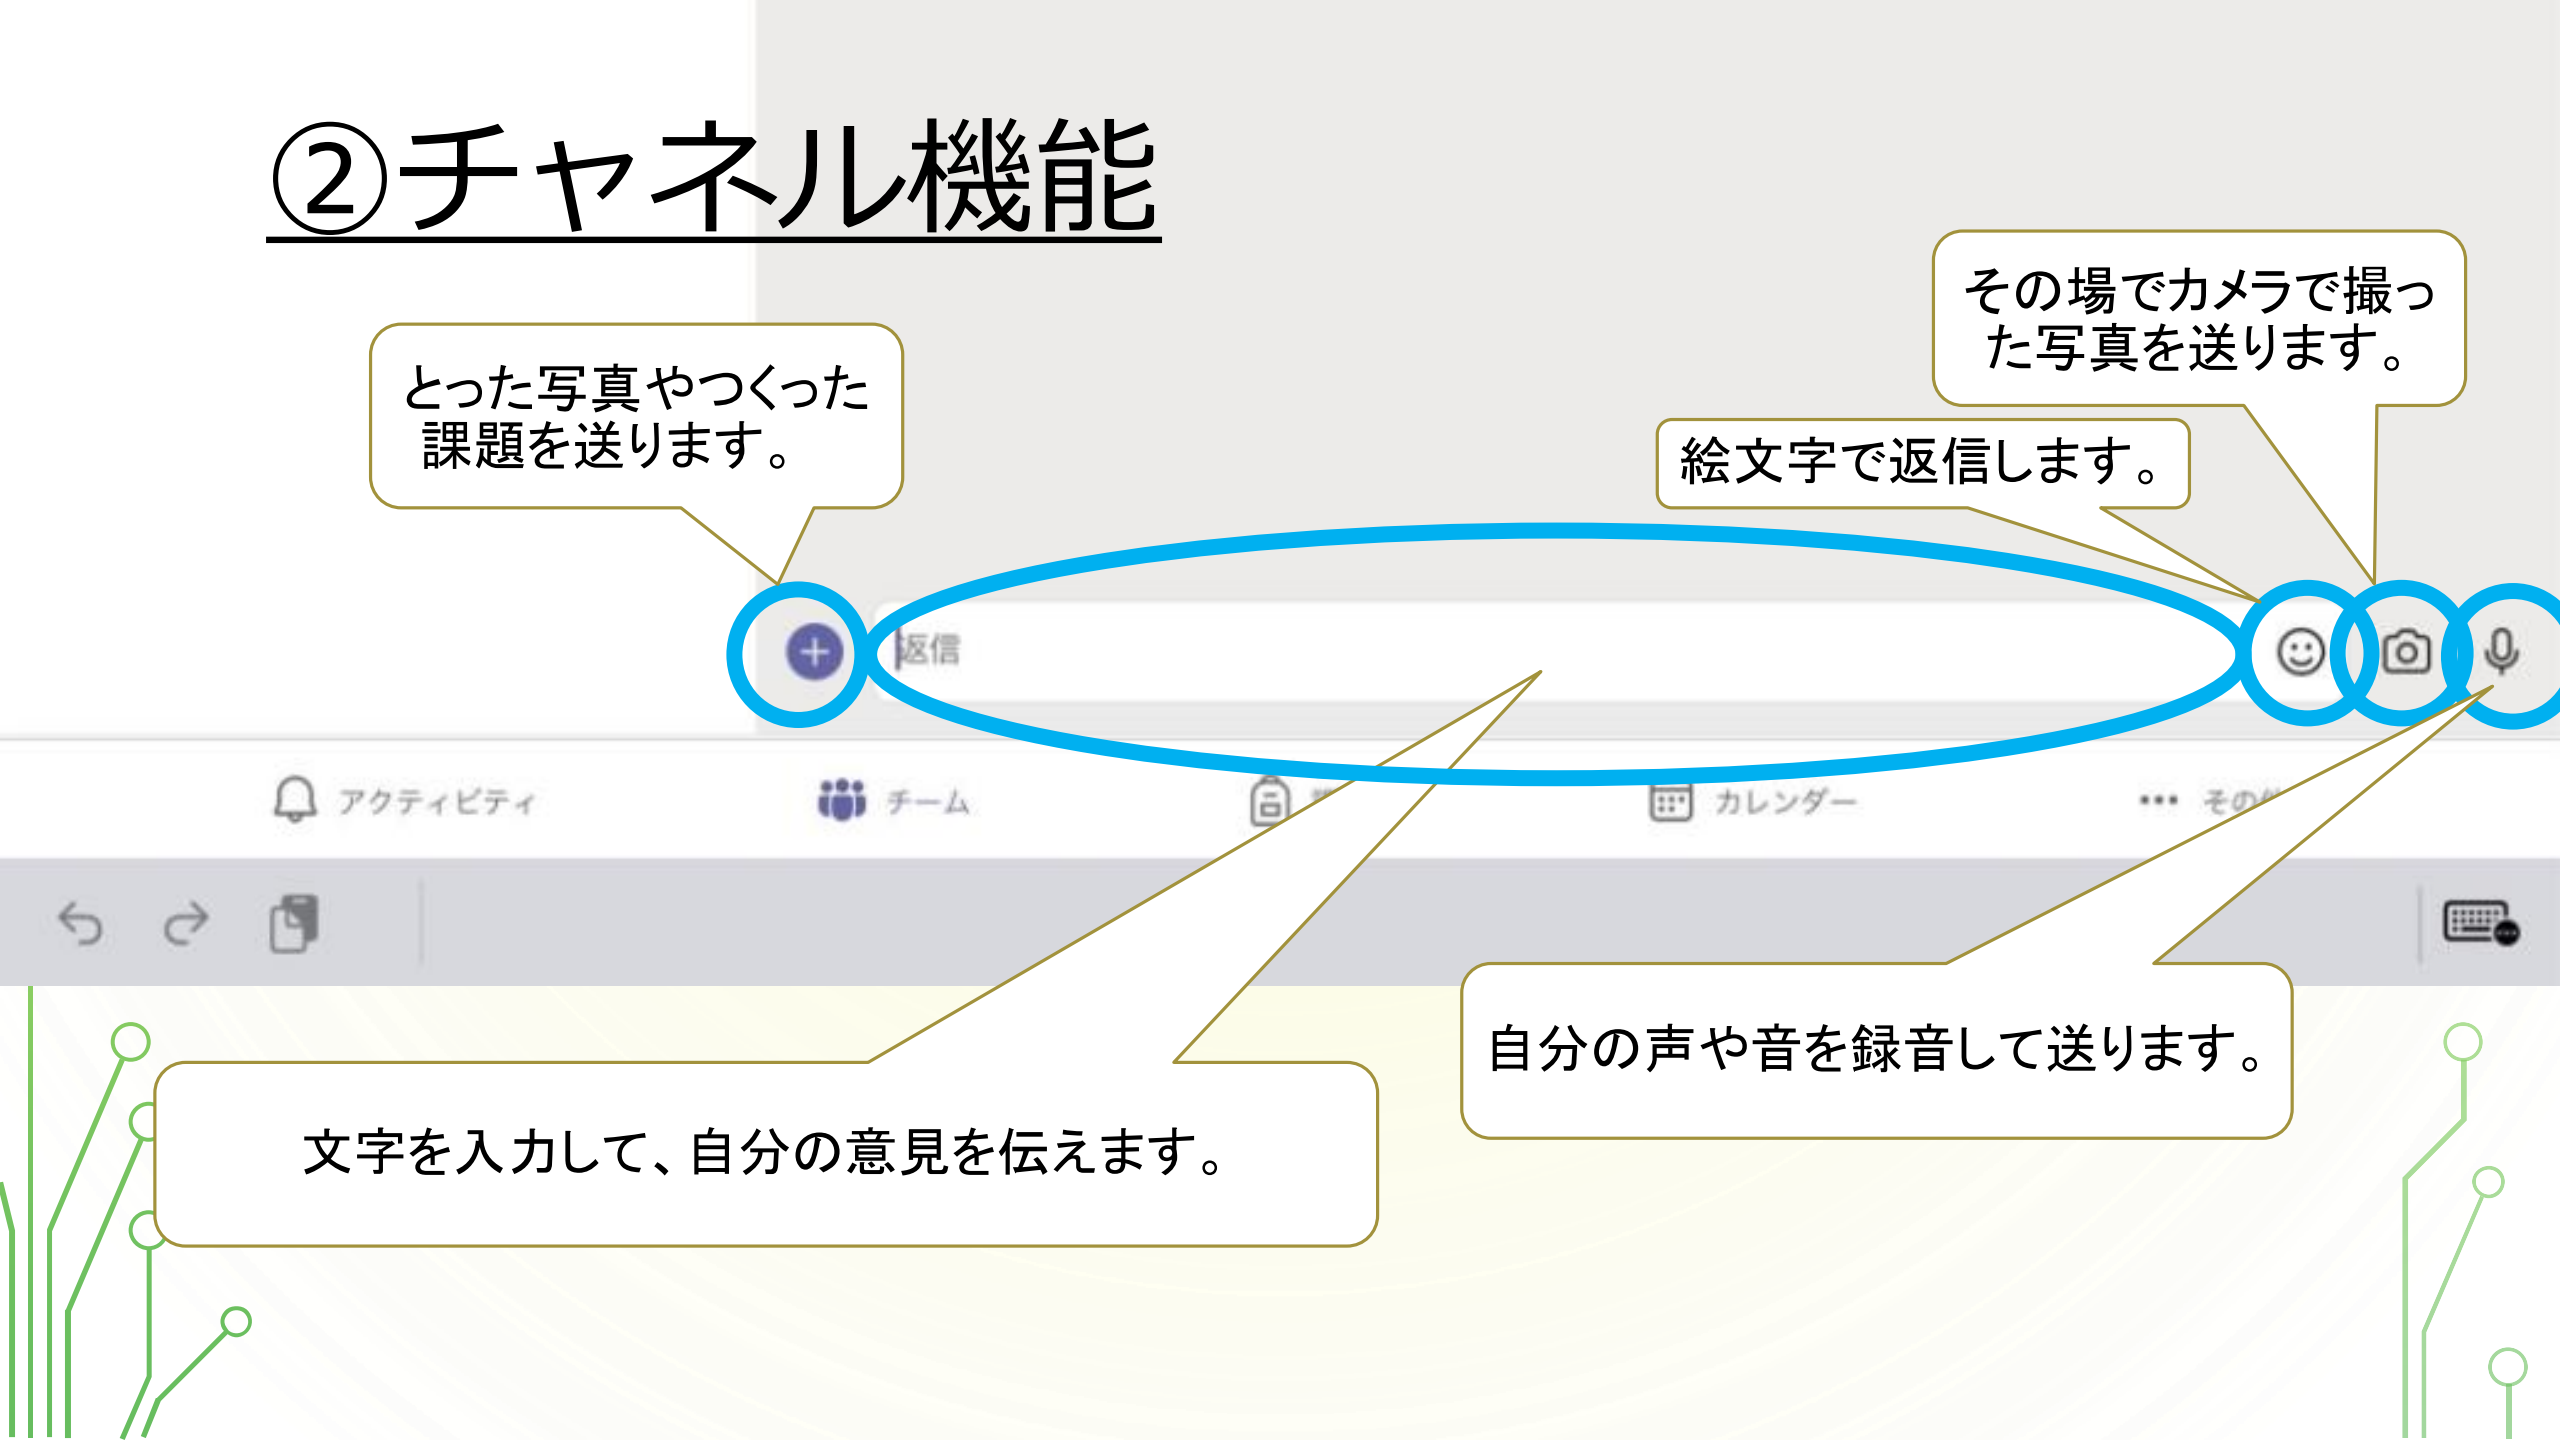 ②チャネル機能
その場でカメラで撮っ
た写真を送ります。
とった写真やつくった
課題を送ります。
絵文字で返信します。
返信
アクティビティ
チーム
カレンダー
自分の声や音を録音して送ります。
文字を入力して、自分の意見を伝えます。